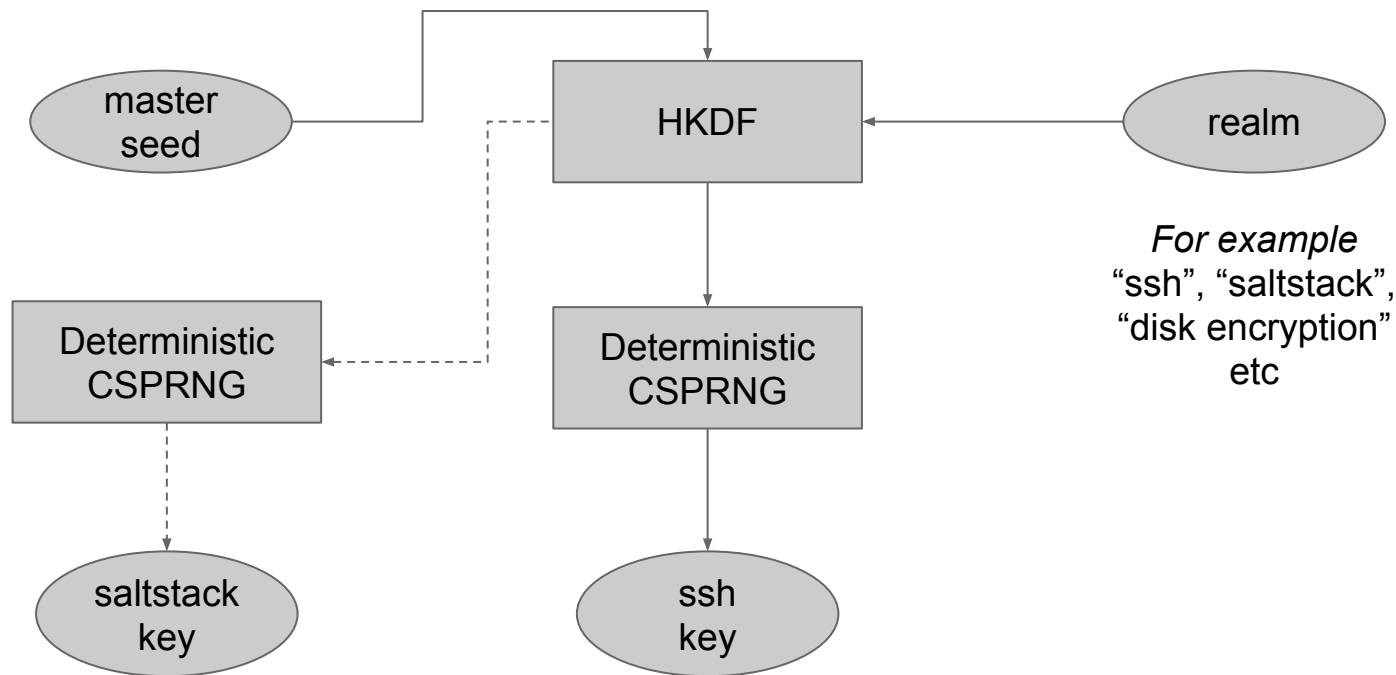 master
seed
HKDF
realm
For example
“ssh”, “saltstack”,
“disk encryption”
etc
Deterministic
CSPRNG
Deterministic
CSPRNG
saltstack
key
ssh
key